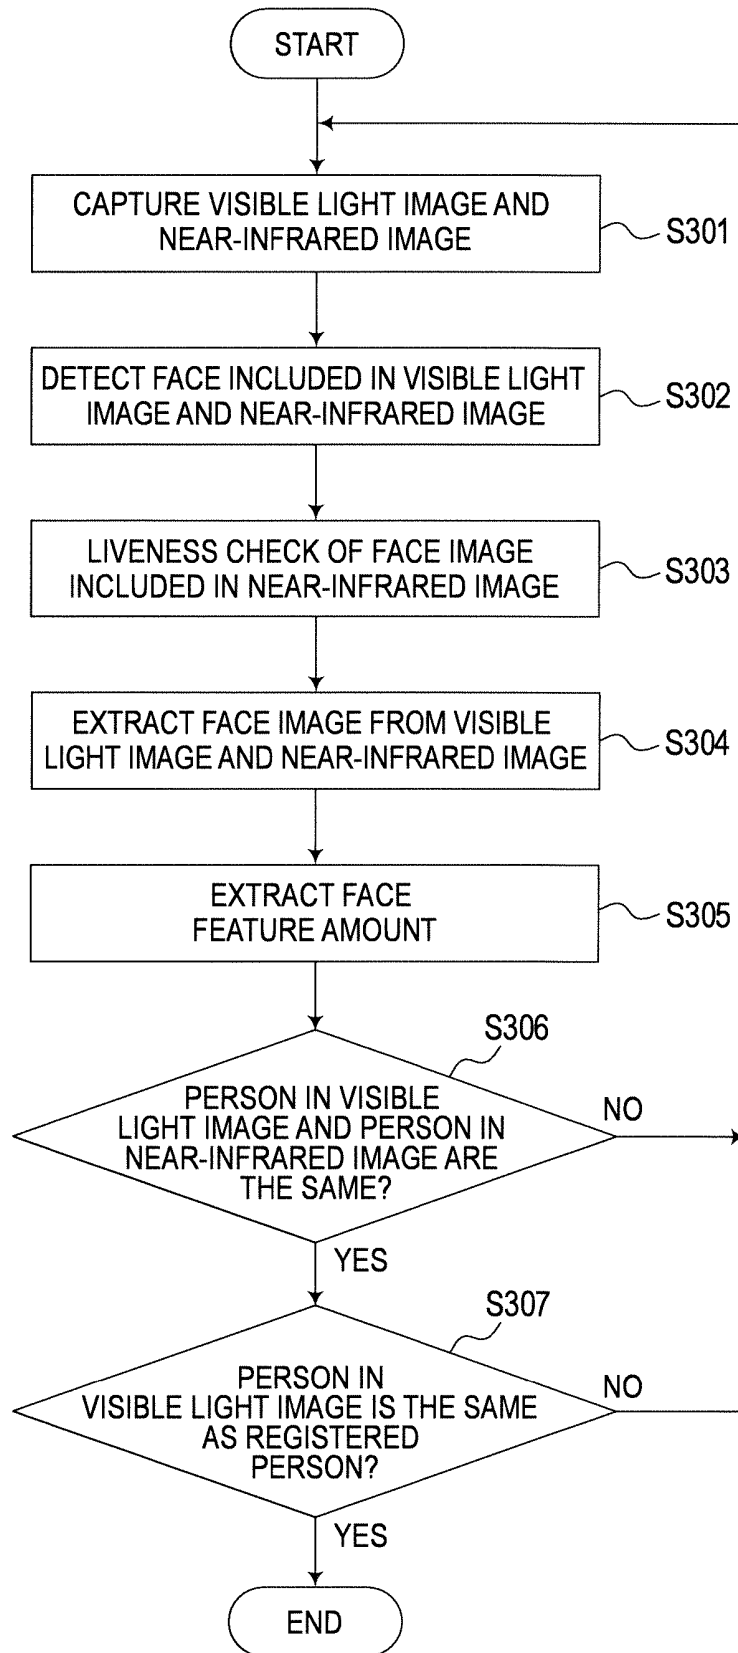 START
CAPTURE VISIBLE LIGHT IMAGE AND
NEAR-INFRARED IMAGE
S301
DETECT FACE INCLUDED IN VISIBLE LIGHT
IMAGE AND NEAR-INFRARED IMAGE
S302
LIVENESS CHECK OF FACE IMAGE
INCLUDED IN NEAR-INFRARED IMAGE
S303
EXTRACT FACE IMAGE FROM VISIBLE
LIGHT IMAGE AND NEAR-INFRARED IMAGE
S304
EXTRACT FACE
FEATURE AMOUNT
S305
S306
PERSON IN VISIBLE
LIGHT IMAGE AND PERSON IN
NEAR-INFRARED IMAGE ARE
THE SAME?
NO
YES
S307
PERSON IN
VISIBLE LIGHT IMAGE IS THE SAME
AS REGISTERED
PERSON?
NO
YES
END